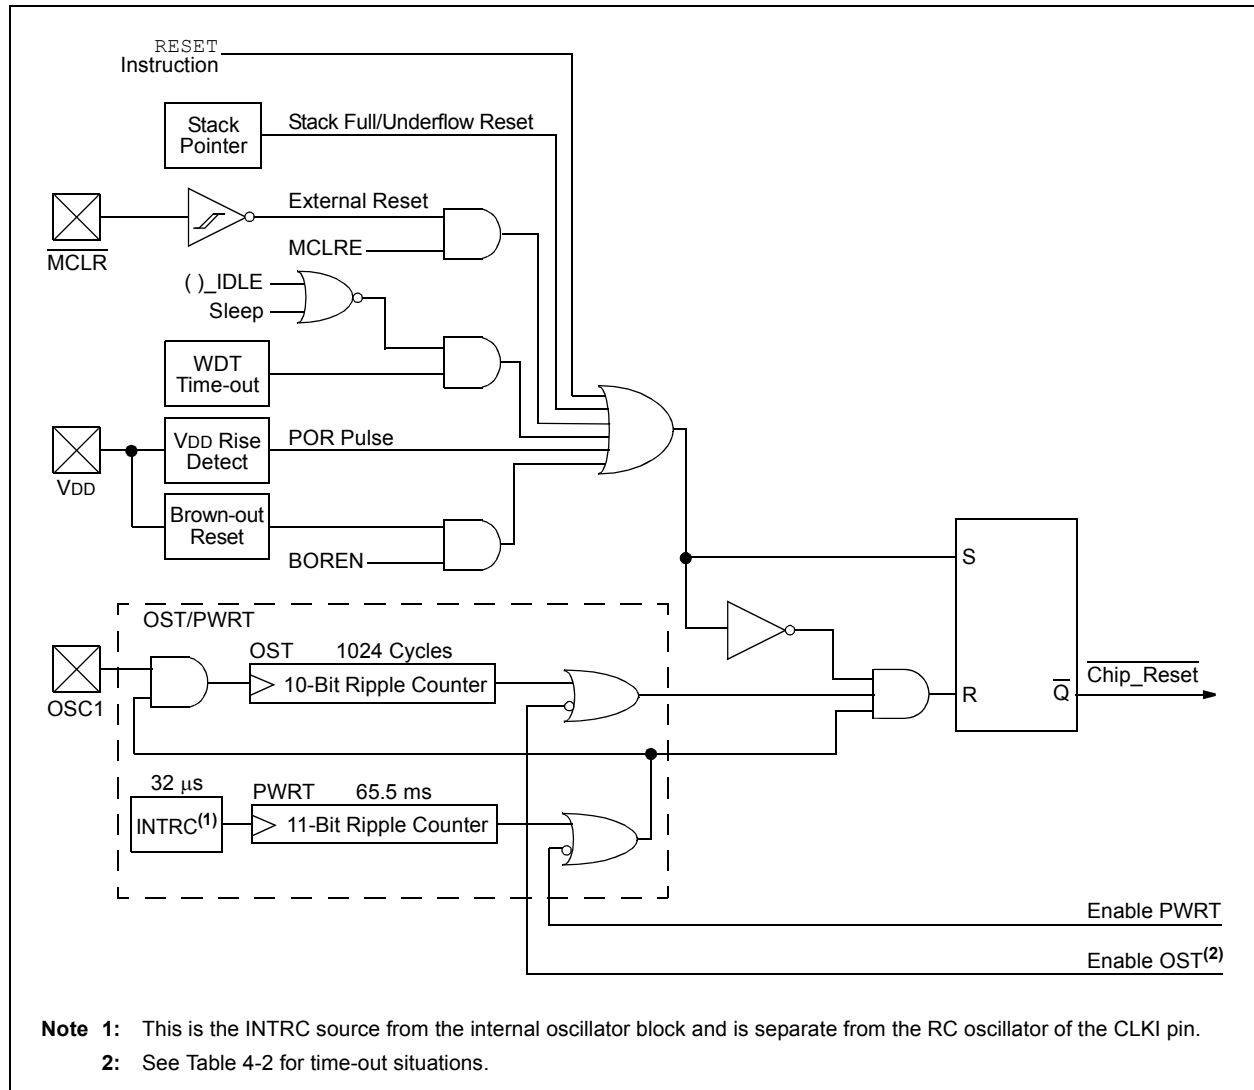 RESET
Instruction
Stack
Pointer
Stack Full/Underflow Reset
External Reset
MCLR
MCLRE
( )_IDLE
Sleep
WDT
Time-out
VDD Rise
Detect
POR Pulse
VDD
Brown-out
Reset
BOREN
S
OST/PWRT
OST 1024 Cycles
10-Bit Ripple Counter
OSC1
R
Q
Chip_Reset
32 μs
INTRC(1)
PWRT 65.5 ms
11-Bit Ripple Counter
Enable PWRT
Enable OST(2)
Note 1: This is the INTRC source from the internal oscillator block and is separate from the RC oscillator of the CLKI pin.
2: See Table 4-2 for time-out situations.